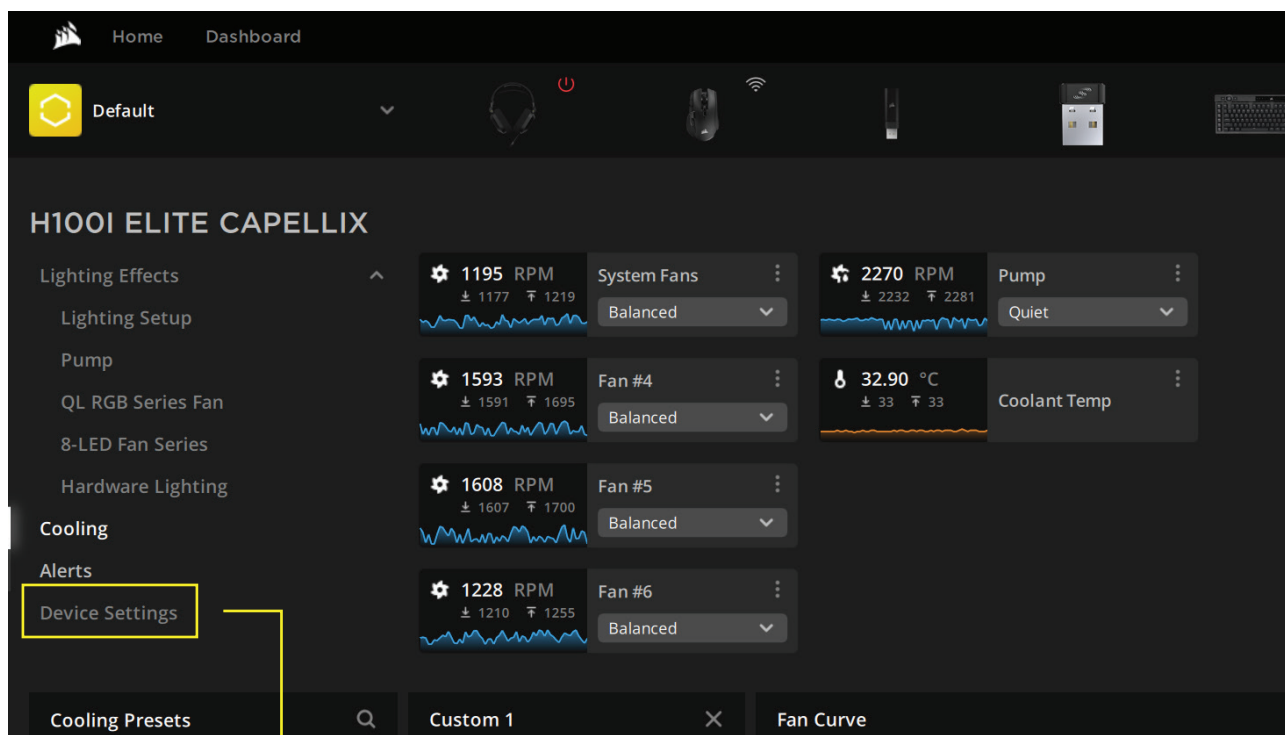 Home Dashboard
Default
H100I ELITE CAPELLIX
Lighting Effects
Lighting Setup
Pump
QL RGB Series Fan
8-LED Fan Series
Hardware Lighting
Cooling
Alerts
Device Settings
1195 RPM
1177 1219
System Fans
Balanced
2270 RPM
2232 2281
Pump
Quiet
1593 RPM
1591 1695
Fan #4
Balanced
32.90 °C
33 33
Coolant Temp
1608 RPM
1607 1700
Fan #5
Balanced
1228 RPM
1210 1255
Fan #6
Balanced
Cooling Presets
Custom 1
Fan Curve